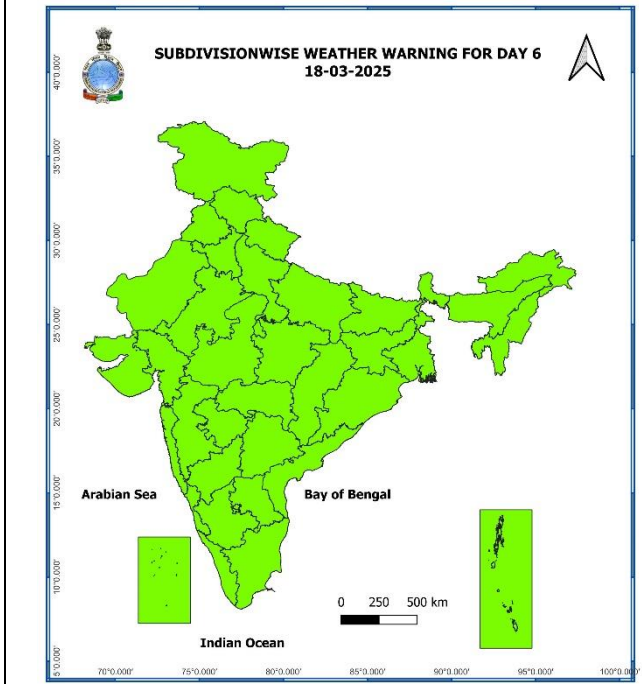 SUBDIVISIONWISE WEATHER WARNING FOR DAY 6
18-03-2025
40°0.000'
35°0.000'
30°0.000'
25°0.000'
20°0.000'
15°0.000'
10°0.000'
5°0.000'
Arabian Sea
Bay of Bengal
0 250 500 km
Indian Ocean
70°0.000' 75°0.000' 80°0.000' 85°0.000' 90°0.000' 95°0.000' 100°0.000'